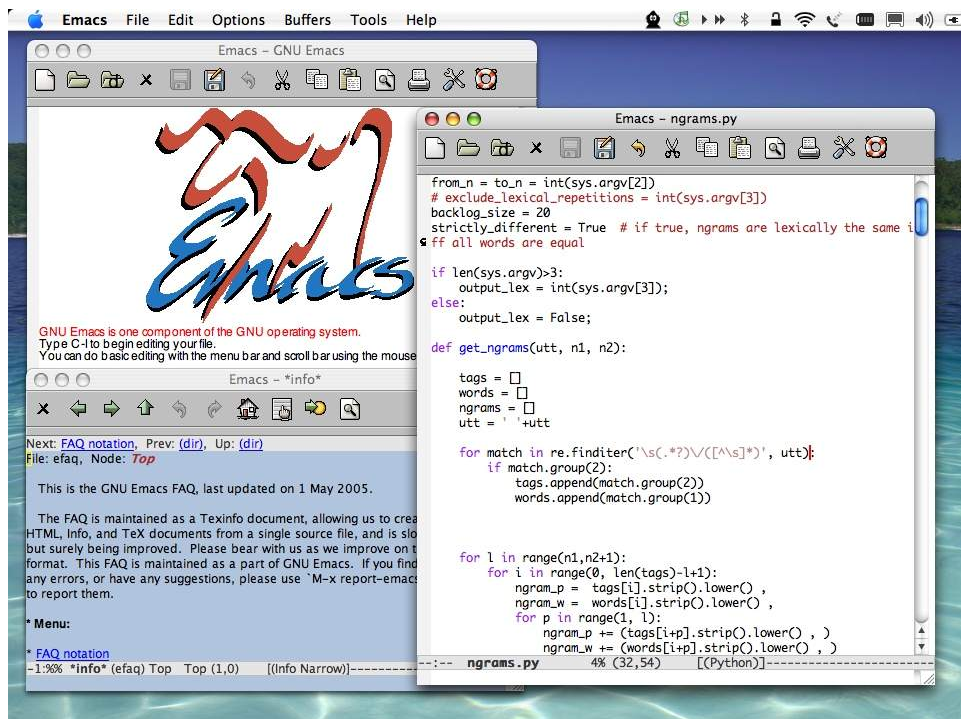 Emacs File Edit Options Buffers Tools Help
Emacs – GNU Emacs
Emacs
GNU Emacs is one component of the GNU operating system.
Type C-l to begin editing your file.
You can do basic editing with the menu bar and scroll bar using the mouse
Emacs – *info*
Next: FAQ notation, Prev: (dir), Up: (dir)
File: efaq, Node: Top
This is the GNU Emacs FAQ, last updated on 1 May 2005.
The FAQ is maintained as a Texinfo document, allowing us to crea
HTML, Info, and TeX documents from a single source file, and is slo
but surely being improved. Please bear with us as we improve on t
format. This FAQ is maintained as a part of GNU Emacs. If you find
any errors, or have any suggestions, please use `M-x report-emacs
to report them.
* Menu:
* FAQ notation
-1:%% *info* (efaq) Top Top (1,0) [(Info Narrow)]----------
Emacs – ngrams.py
from_n = to_n = int(sys.argv[2])
# exclude_lexical_repetitions = int(sys.argv[3])
backlog_size = 20
strictly_different = True # if true, ngrams are lexically the same i
ff all words are equal
if len(sys.argv)>3:
output_lex = int(sys.argv[3]);
else:
output_lex = False;
def get_ngrams(utt, n1, n2):
tags = []
words = []
ngrams = []
utt = ' '+utt
for match in re.finditer('\s(.*?)\/([^\s]*)', utt):
if match.group(2):
tags.append(match.group(2))
words.append(match.group(1))
for l in range(n1,n2+1):
for i in range(0, len(tags)-l+1):
ngram_p = tags[i].strip().lower() ,
ngram_w = words[i].strip().lower() ,
for p in range(1, l):
ngram_p += (tags[i+p].strip().lower() , )
ngram_w += (words[i+p].strip().lower() , )
--:-- ngrams.py 4% (32,54) [(Python)]-----------------------